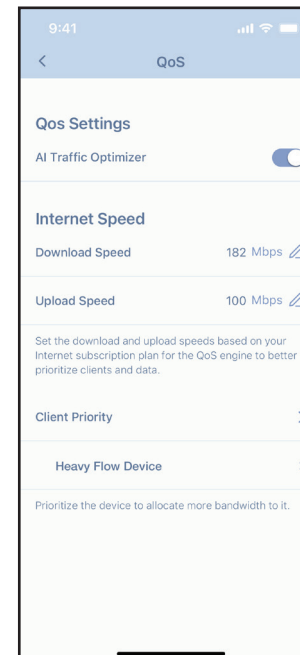 9:41
QoS
Qos Settings
AI Traffic Optimizer
Internet Speed
Download Speed 182 Mbps
Upload Speed 100 Mbps
Set the download and upload speeds based on your
Internet subscription plan for the QoS engine to better
prioritize clients and data.
Client Priority
Heavy Flow Device
Prioritize the device to allocate more bandwidth to it.